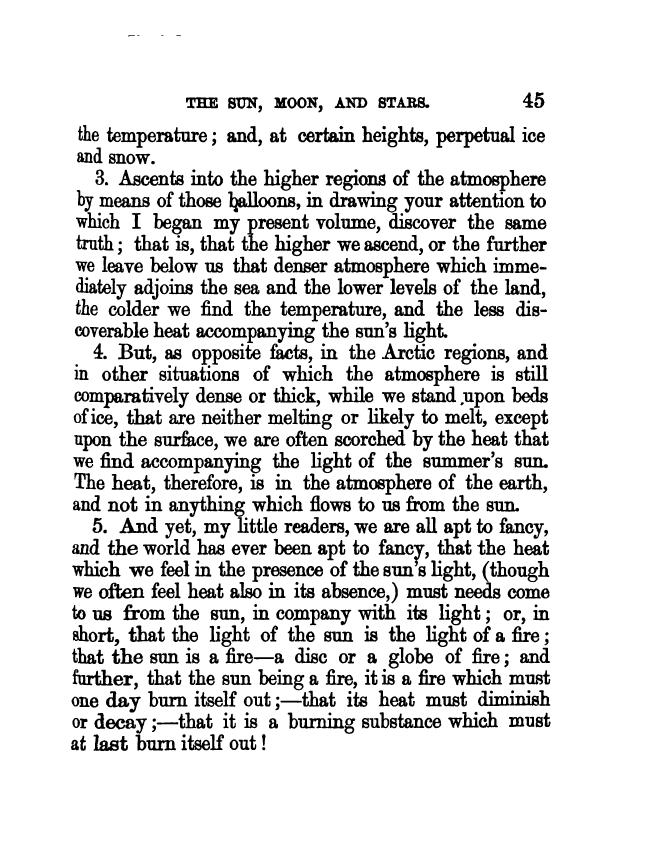 THE SUN, MOON, AND STARS. 45
the temperature; and, at certain heights, perpetual ice
and snow.
3. Ascents into the higher regions of the atmosphere
by means of those balloons, in drawing your attention to
which I began my present volume, discover the same
truth; that is, that the higher we ascend, or the further
we leave below us that denser atmosphere which imme-
diately adjoins the sea and the lower levels of the land,
the colder we find the temperature, and the less dis-
coverable heat accompanying the sun's light.
4. But, as opposite facts, in the Arctic regions, and
in other situations of which the atmosphere is still
comparatively dense or thick, while we stand upon beds
of ice, that are neither melting or likely to melt, except
upon the surface, we are often scorched by the heat that
we find accompanying the light of the summer's sun.
The heat, therefore, is in the atmosphere of the earth,
and not in anything which flows to us from the sun.
5. And yet, my little readers, we are all apt to fancy,
and the world has ever been apt to fancy, that the heat
which we feel in the presence of the sun's light, (though
we often feel heat also in its absence,) must needs come
to us from the sun, in company with its light; or, in
short, that the light of the sun is the light of a fire;
that the sun is a fire—a disc or a globe of fire; and
further, that the sun being a fire, it is a fire which must
one day burn itself out;—that its heat must diminish
or decay;—that it is a burning substance which must
at last burn itself out!